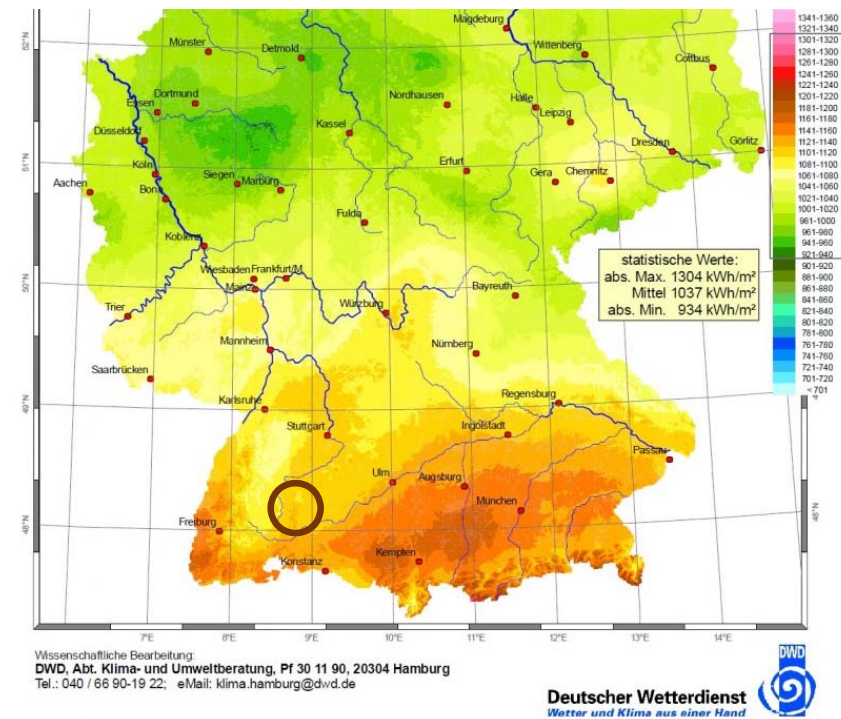 Magdeburg
52°N
Münster
Detmold
Wittenberg
Cottbus
Dortmund
Essen
Nordhausen
Halle
Leipzig
Düsseldorf
Kassel
51°N
Köln
Erfurt
Dresden
Görlitz
Aachen
Bonn
Siegen
Marburg
Gera
Chemnitz
Fulda
Koblenz
50°N
Wiesbaden
Frankfurt/M
Mainz
Bayreuth
Trier
Würzburg
Mannheim
Nürnberg
Saarbrücken
49°N
Karlsruhe
Regensburg
Stuttgart
Ingolstadt
Passau
Ulm
Augsburg
München
48°N
48°N
Freiburg
Konstanz
Kempten
7°E 8°E 9°E 10°E 11°E 12°E 13°E 14°E
1341-1360
1321-1340
1301-1320
1281-1300
1261-1280
1241-1260
1221-1240
1201-1220
1181-1200
1161-1180
1141-1160
1121-1140
1101-1120
1081-1100
1061-1080
1041-1060
1021-1040
1001-1020
981-1000
961-980
941-960
921-940
901-920
881-900
861-880
841-860
821-840
801-820
781-800
761-780
741-760
721-740
701-720
< 701
statistische Werte:
abs. Max. 1304 kWh/m²
Mittel 1037 kWh/m²
abs. Min. 934 kWh/m²
Wissenschaftliche Bearbeitung:
DWD, Abt. Klima- und Umweltberatung, Pf 30 11 90, 20304 Hamburg
Tel.: 040 / 66 90-19 22; eMail: klima.hamburg@dwd.de
DWD
Deutscher Wetterdienst
Wetter und Klima aus einer Hand